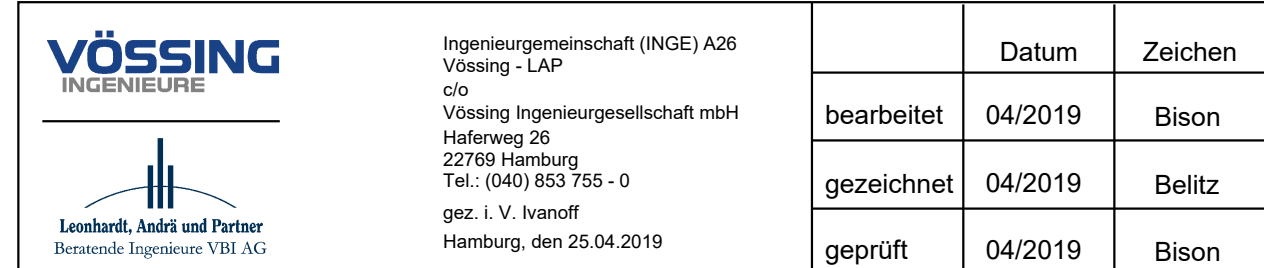 VÖSSING
INGENIEURE
Leonhardt, Andrä und Partner
Beratende Ingenieure VBI AG
Ingenieurgemeinschaft (INGE) A26
Vössing - LAP
c/o
Vössing Ingenieurgesellschaft mbH
Haferweg 26
22769 Hamburg
Tel.: (040) 853 755 - 0
gez. i. V. Ivanoff
Hamburg, den 25.04.2019
Datum Zeichen
bearbeitet 04/2019 Bison
gezeichnet 04/2019 Belitz
geprüft 04/2019 Bison